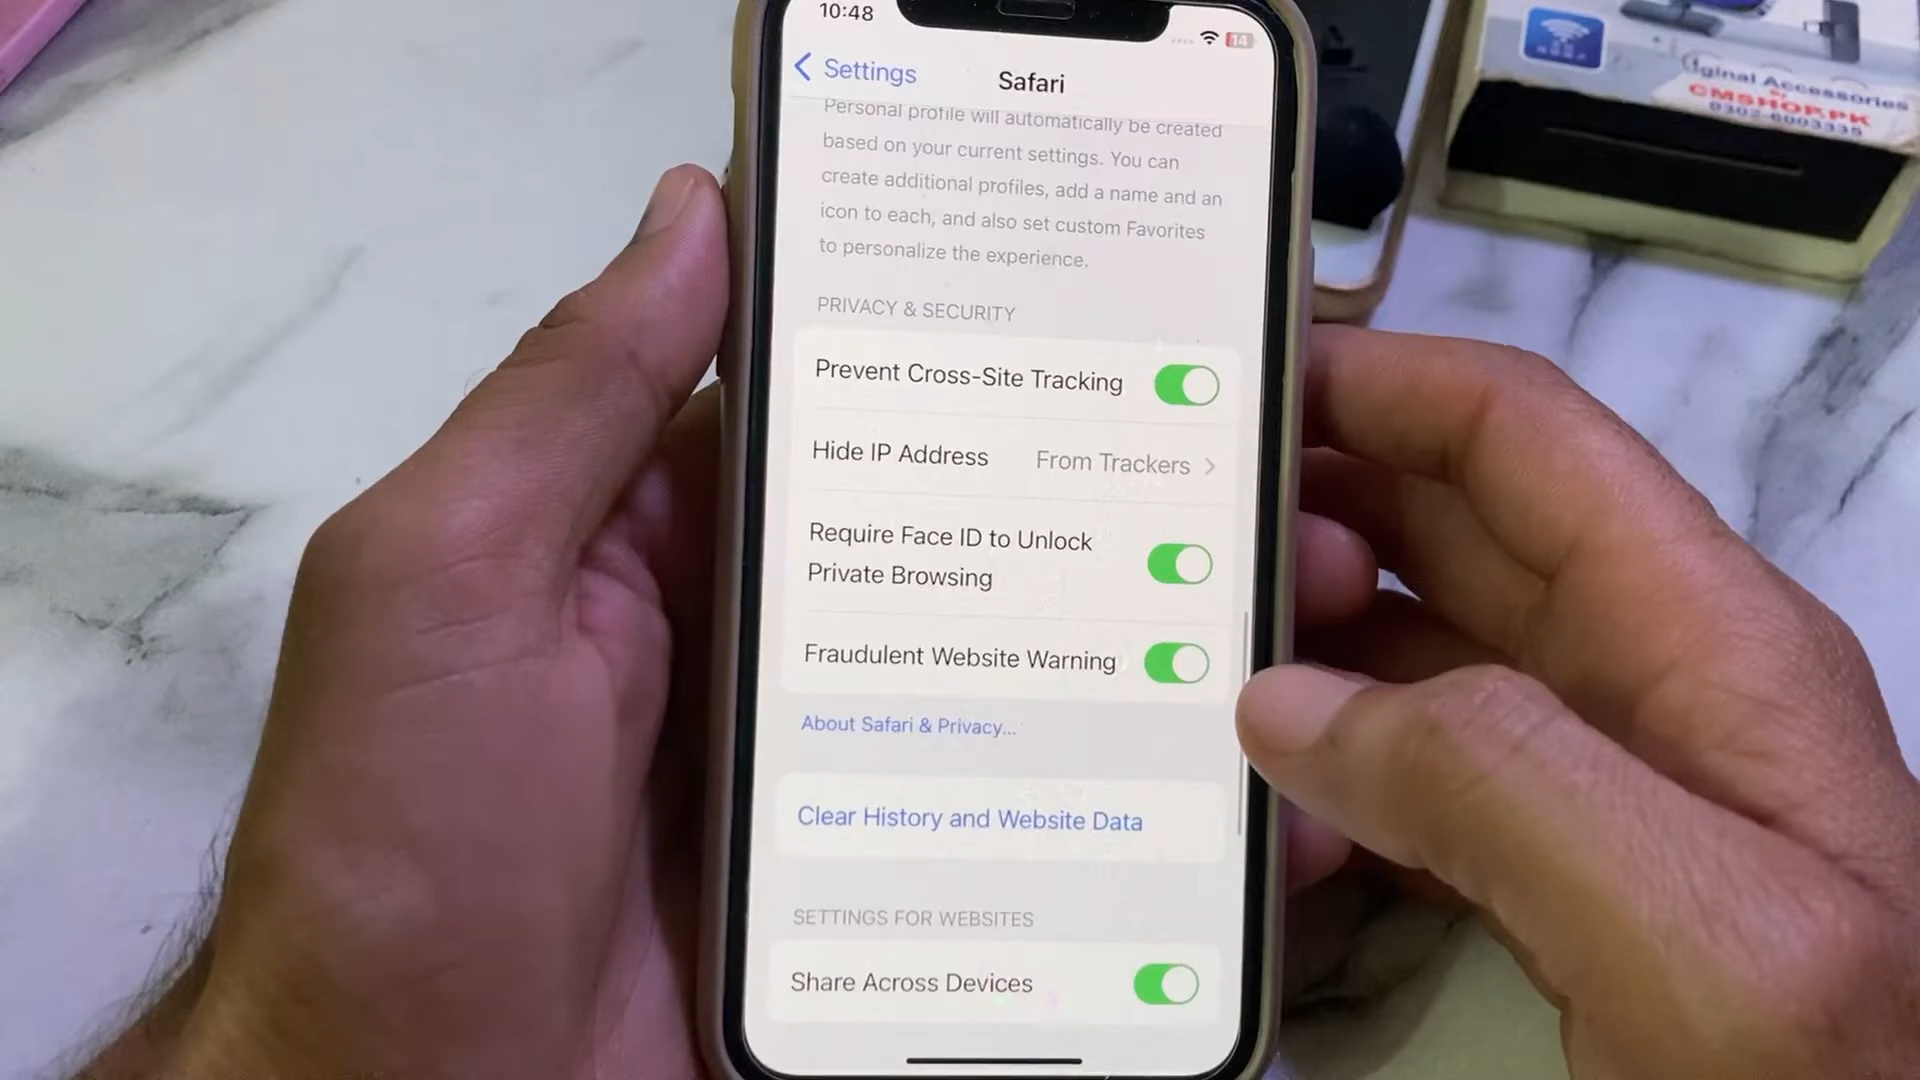 10:48
14
Settings
Safari
Personal profile will automatically be created
based on your current settings. You can
create additional profiles, add a name and an
icon to each, and also set custom Favorites
to personalize the experience.
PRIVACY & SECURITY
Prevent Cross-Site Tracking
Hide IP Address From Trackers
Require Face ID to Unlock
Private Browsing
Fraudulent Website Warning
About Safari & Privacy...
Clear History and Website Data
SETTINGS FOR WEBSITES
Share Across Devices
iginal Accessories
by
CMSHOP.PK
0302-6003335